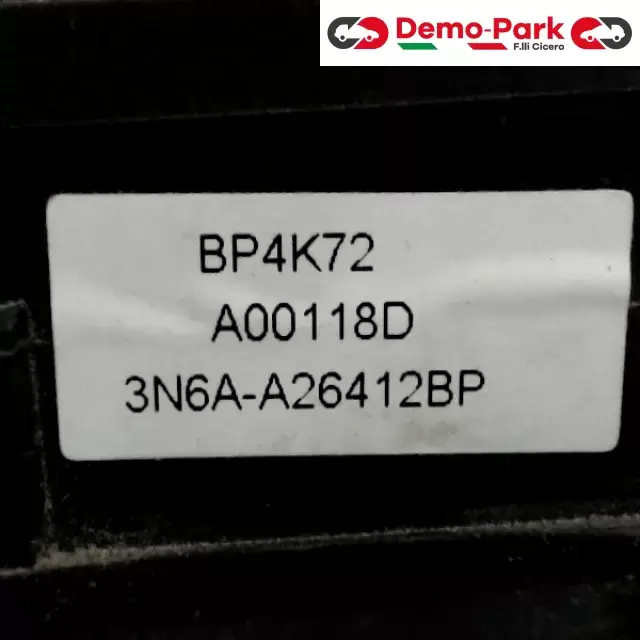 Demo-Park
F.lli Cicero
BP4K72
A00118D
3N6A-A26412BP